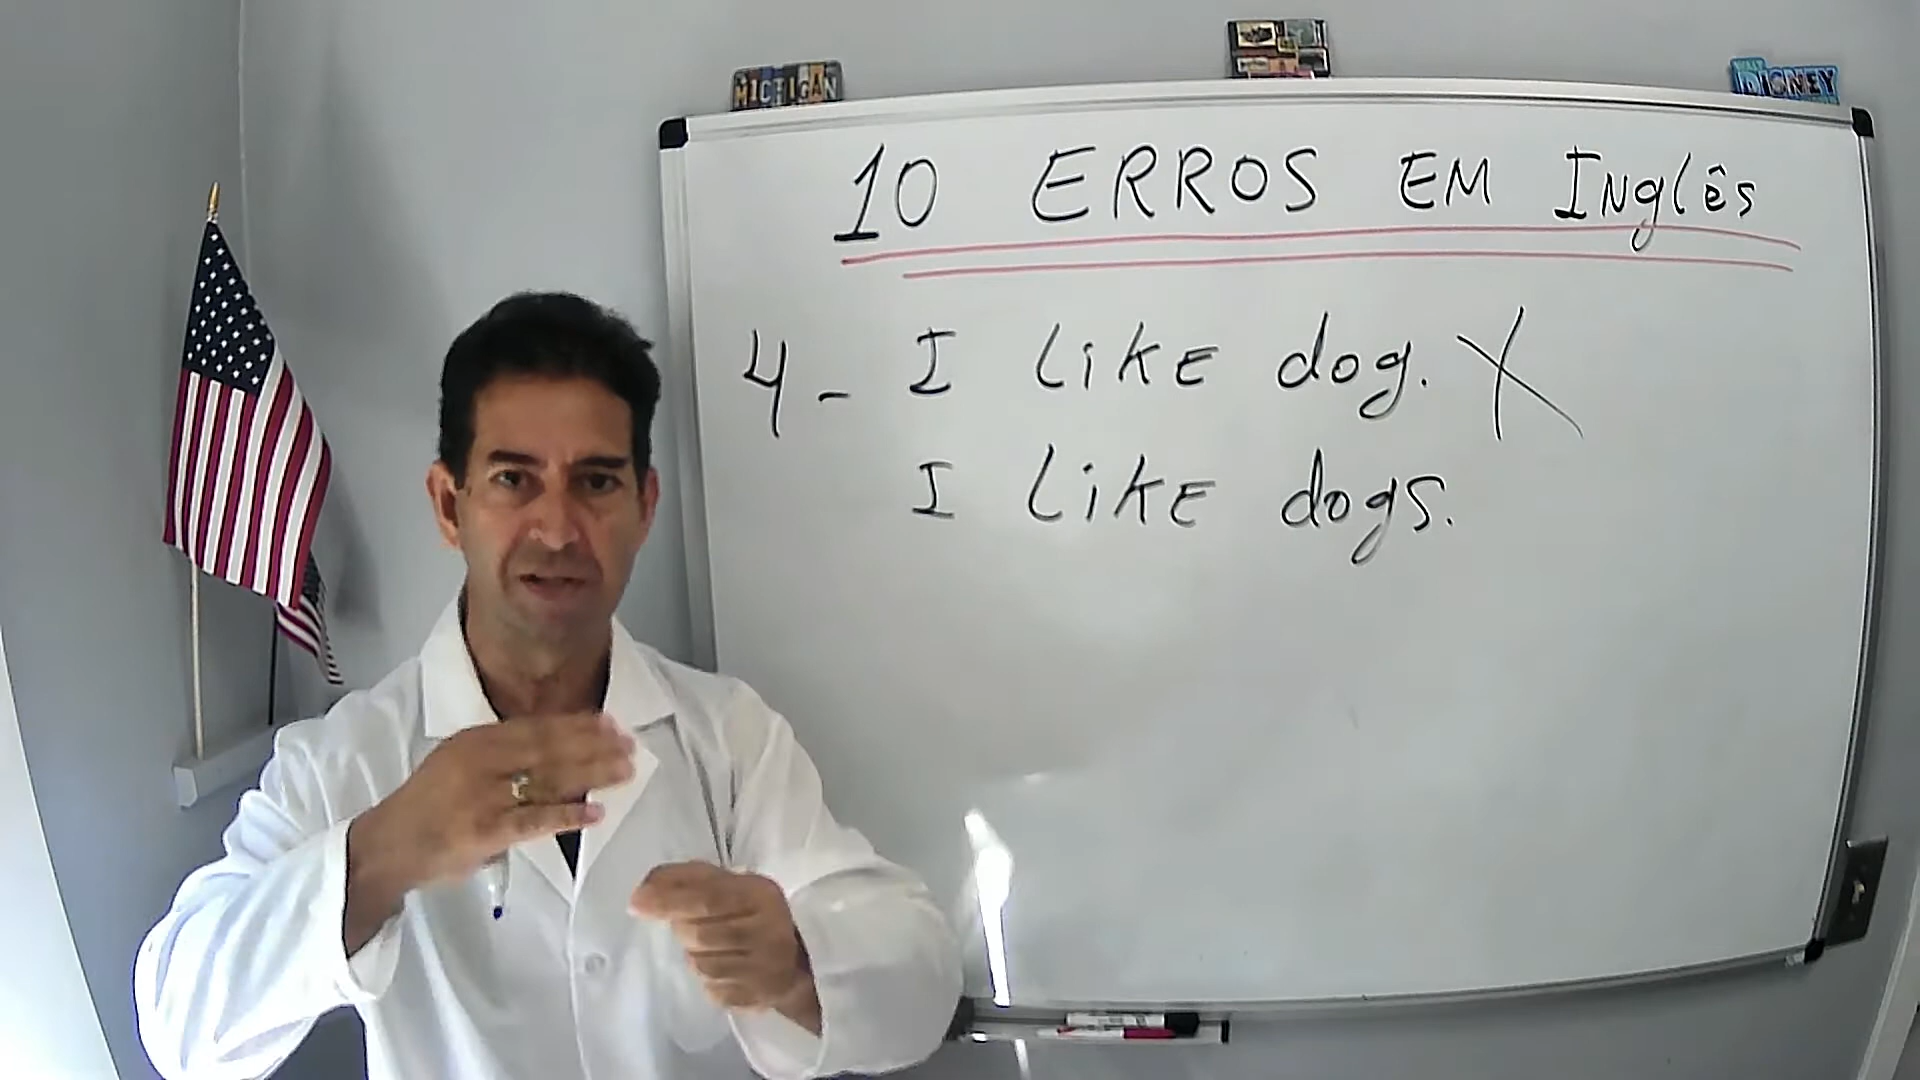 MICHIGAN
DISNEY
10 ERROS EM INglês
4 - I LIKE dog. X
I LIKE dogs.